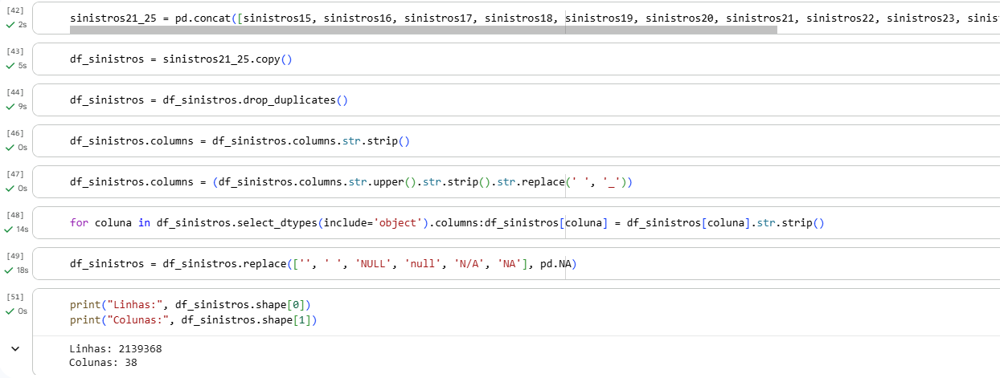 [42]
2s
sinistros21_25 = pd.concat([sinistros15, sinistros16, sinistros17, sinistros18, sinistros19, sinistros20, sinistros21, sinistros22, sinistros23, sinist
[43]
5s
df_sinistros = sinistros21_25.copy()
[44]
9s
df_sinistros = df_sinistros.drop_duplicates()
[46]
0s
df_sinistros.columns = df_sinistros.columns.str.strip()
[47]
0s
df_sinistros.columns = (df_sinistros.columns.str.upper().str.strip().str.replace(' ', '_'))
[48]
14s
for coluna in df_sinistros.select_dtypes(include='object').columns:df_sinistros[coluna] = df_sinistros[coluna].str.strip()
[49]
18s
df_sinistros = df_sinistros.replace(['', ' ', 'NULL', 'null', 'N/A', 'NA'], pd.NA)
[51]
0s
print("Linhas:", df_sinistros.shape[0])
print("Colunas:", df_sinistros.shape[1])
Linhas: 2139368
Colunas: 38